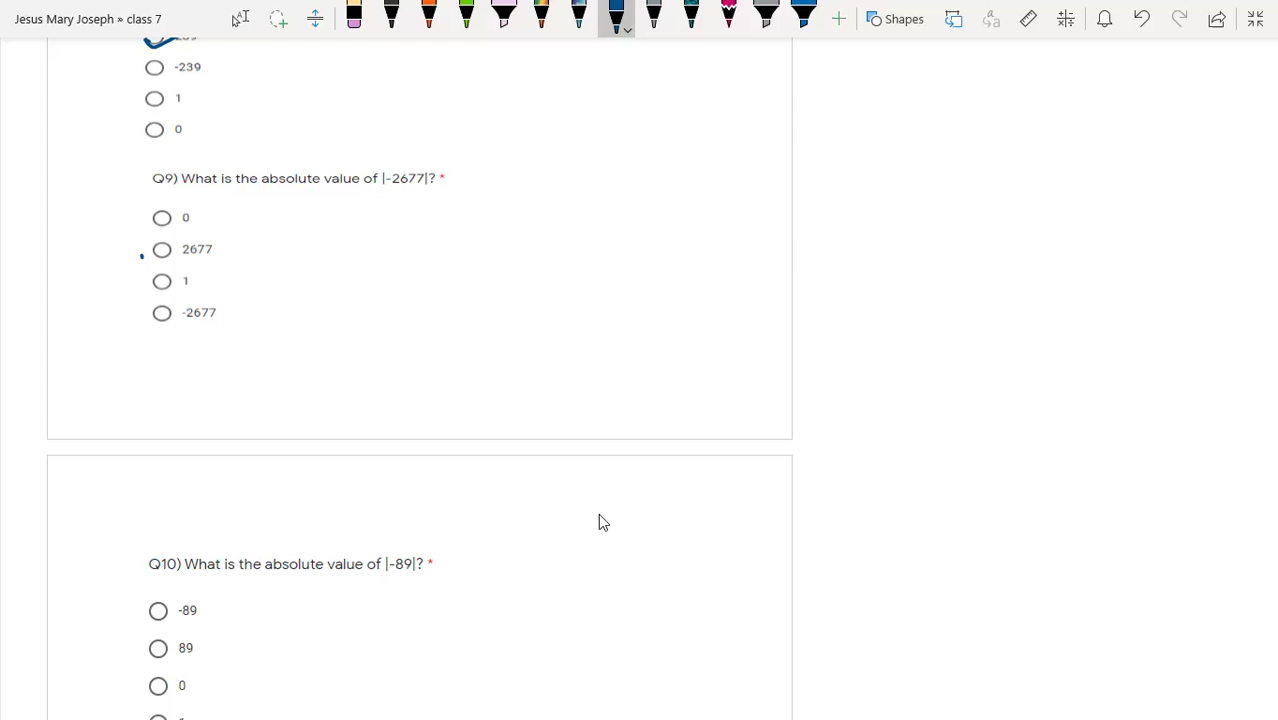 Jesus Mary Joseph » class 7
Shapes
-239
1
0
Q9) What is the absolute value of |-2677|? *
0
2677
1
-2677
Q10) What is the absolute value of |-89|? *
-89
89
0